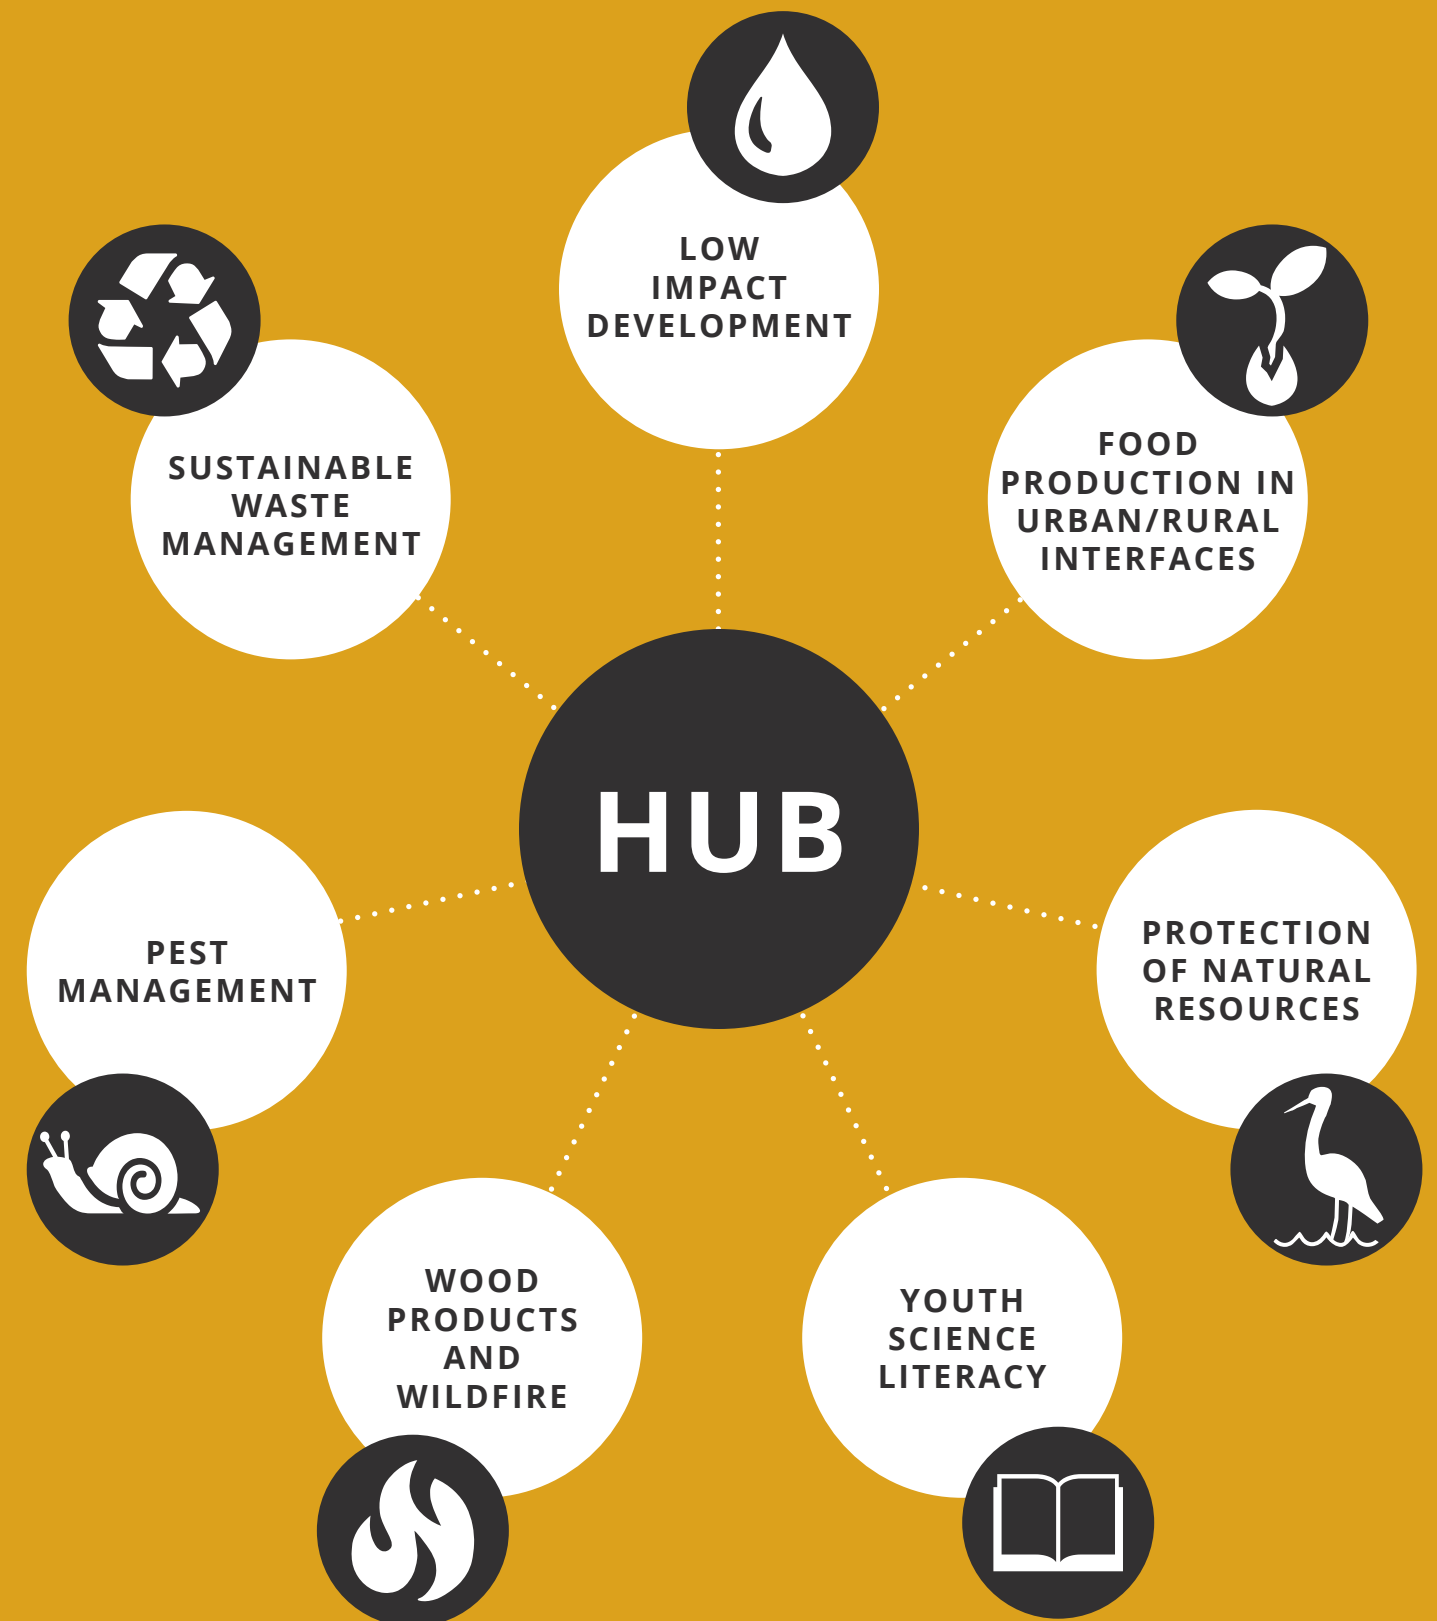 LOW
IMPACT
DEVELOPMENT
FOOD
PRODUCTION IN
URBAN/RURAL
INTERFACES
SUSTAINABLE
WASTE
MANAGEMENT
HUB
PROTECTION
OF NATURAL
RESOURCES
PEST
MANAGEMENT
WOOD
PRODUCTS
AND
WILDFIRE
YOUTH
SCIENCE
LITERACY